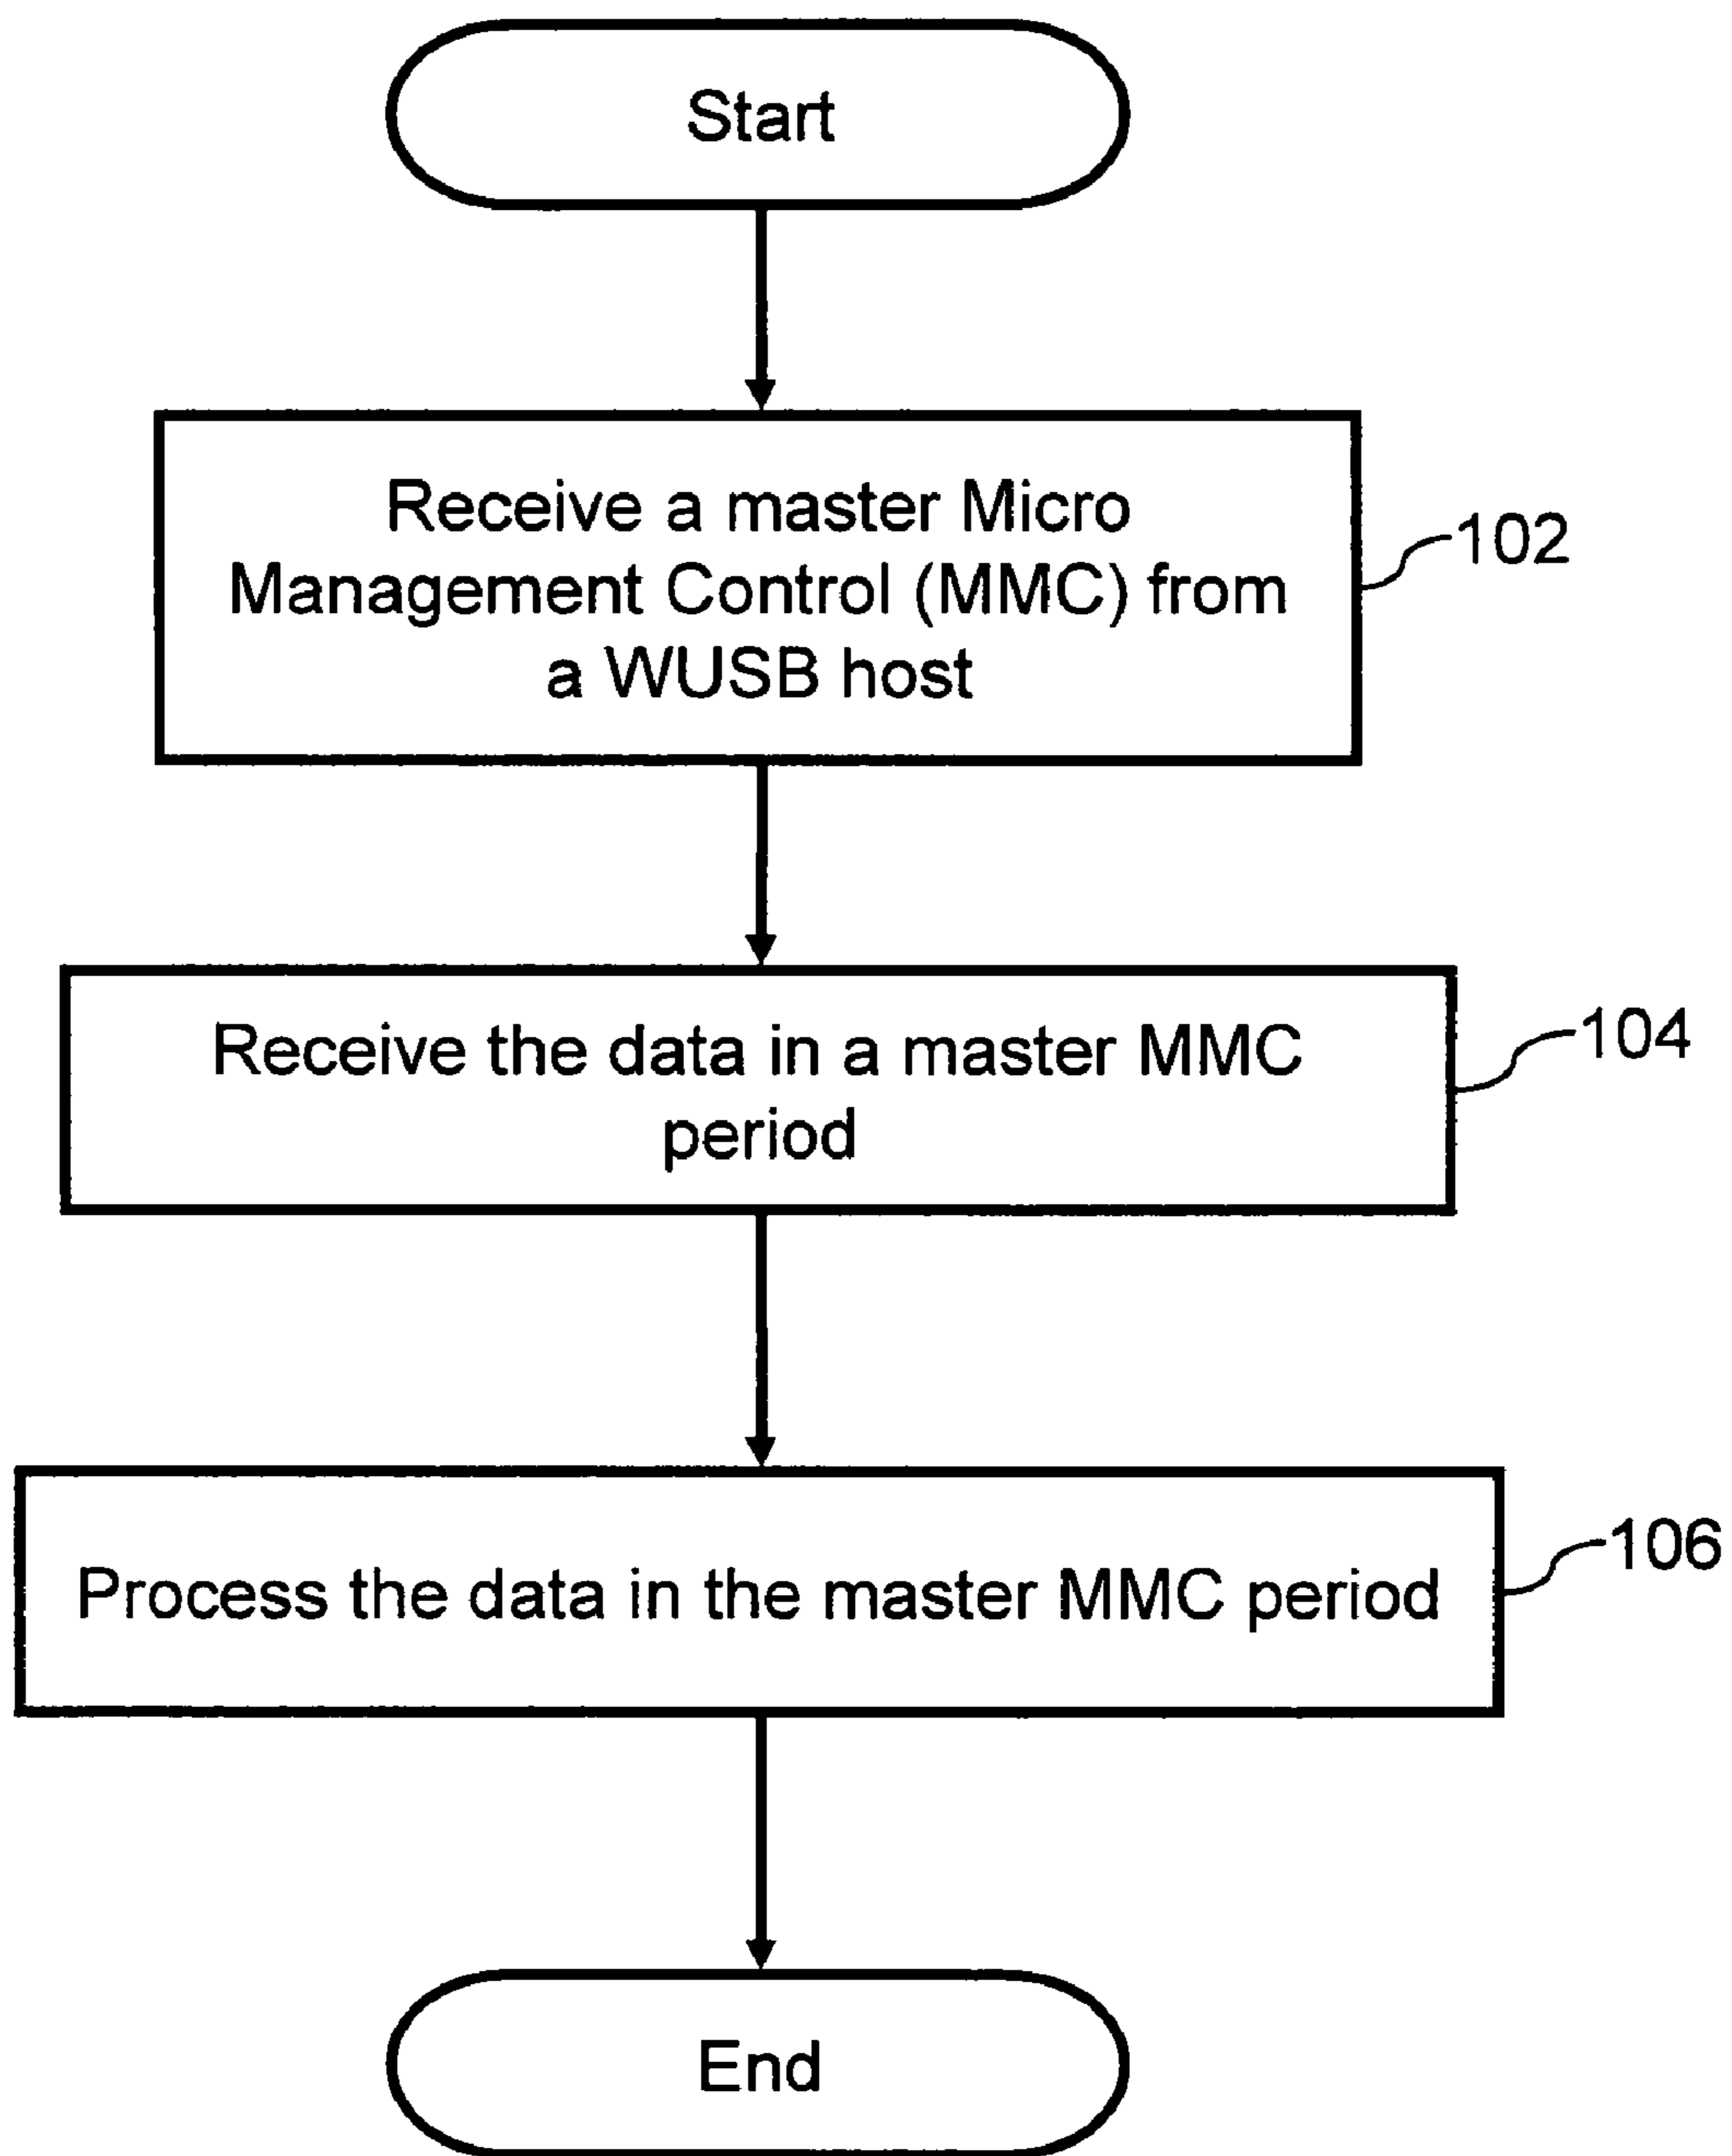 Start
Receive a master Micro
Management Control (MMC) from
a WUSB host
102
Receive the data in a master MMC
period
104
Process the data in the master MMC period
106
End